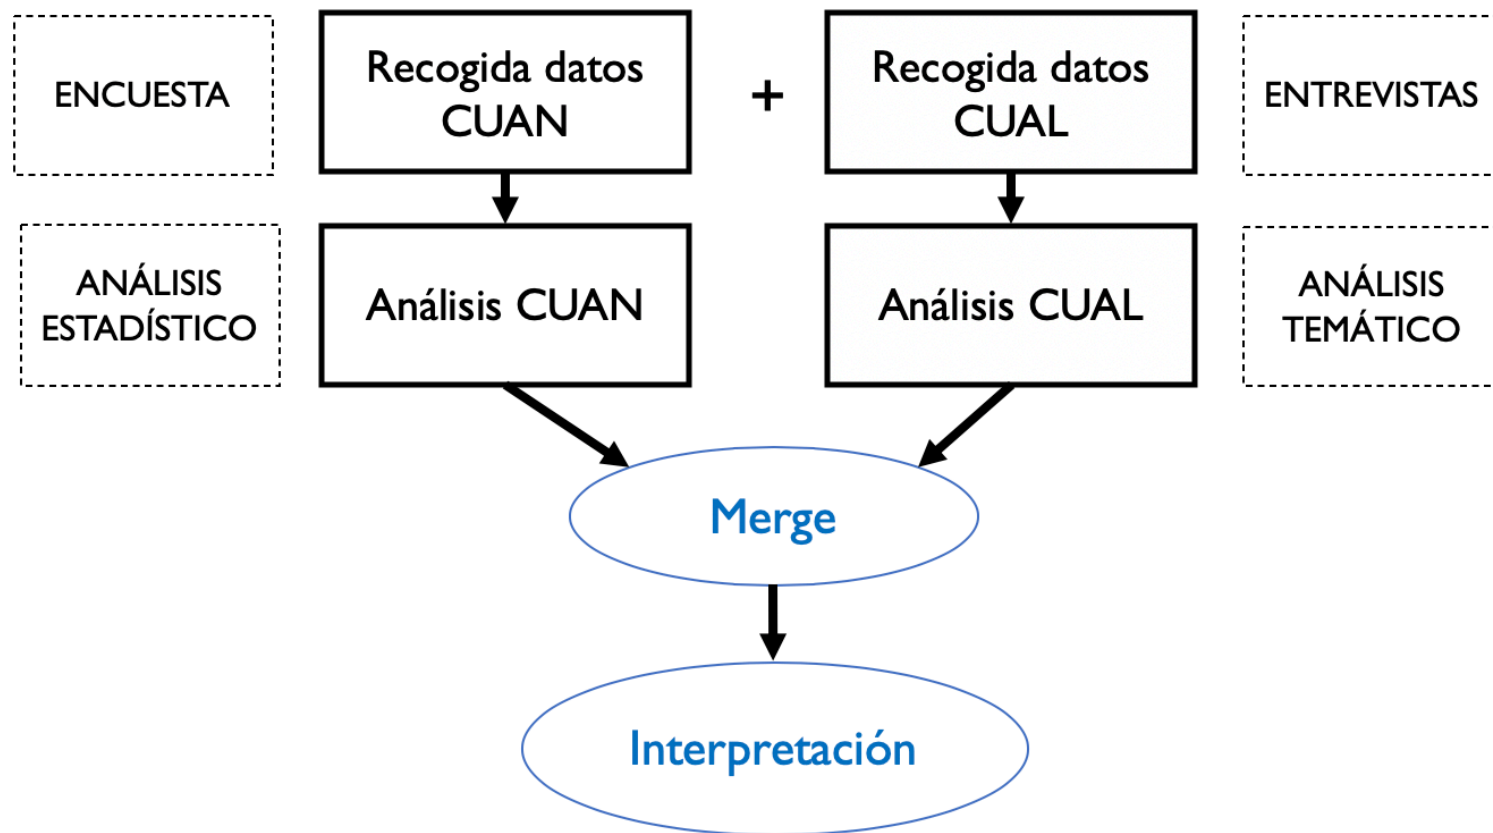 ENCUESTA
Recogida datos
CUAN
+
Recogida datos
CUAL
ENTREVISTAS
ANÁLISIS
ESTADÍSTICO
Análisis CUAN
Análisis CUAL
ANÁLISIS
TEMÁTICO
Merge
Interpretación